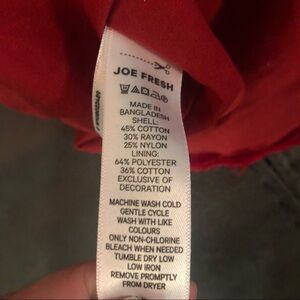 JOE FRESH
MADE IN
BANGLADESH
SHELL:
45% COTTON
30% RAYON
25% NYLON
LINING:
64% POLYESTER
36% COTTON
EXCLUSIVE OF
DECORATION
MACHINE WASH COLD
GENTLE CYCLE
WASH WITH LIKE
COLOURS
ONLY NON-CHLORINE
BLEACH WHEN NEEDED
TUMBLE DRY LOW
LOW IRON
REMOVE PROMPTLY
FROM DRYER